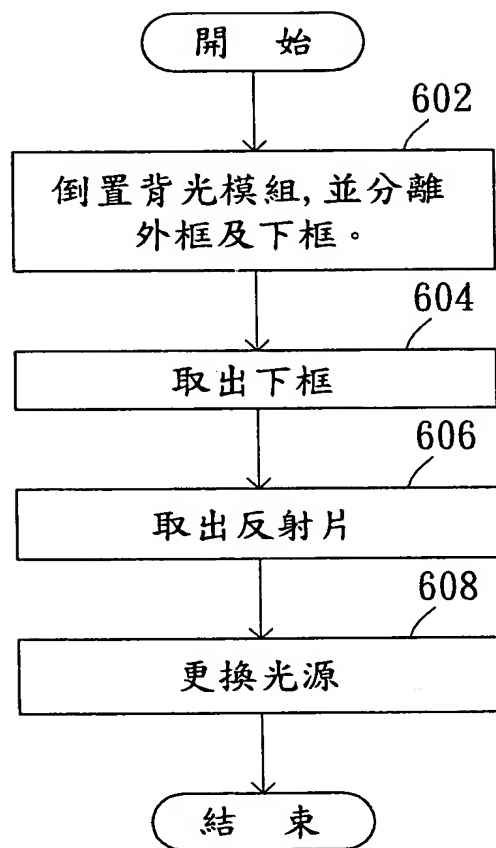 開 始
602
倒置背光模組,並分離
外框及下框。
604
取出下框
606
取出反射片
608
更換光源
結 束